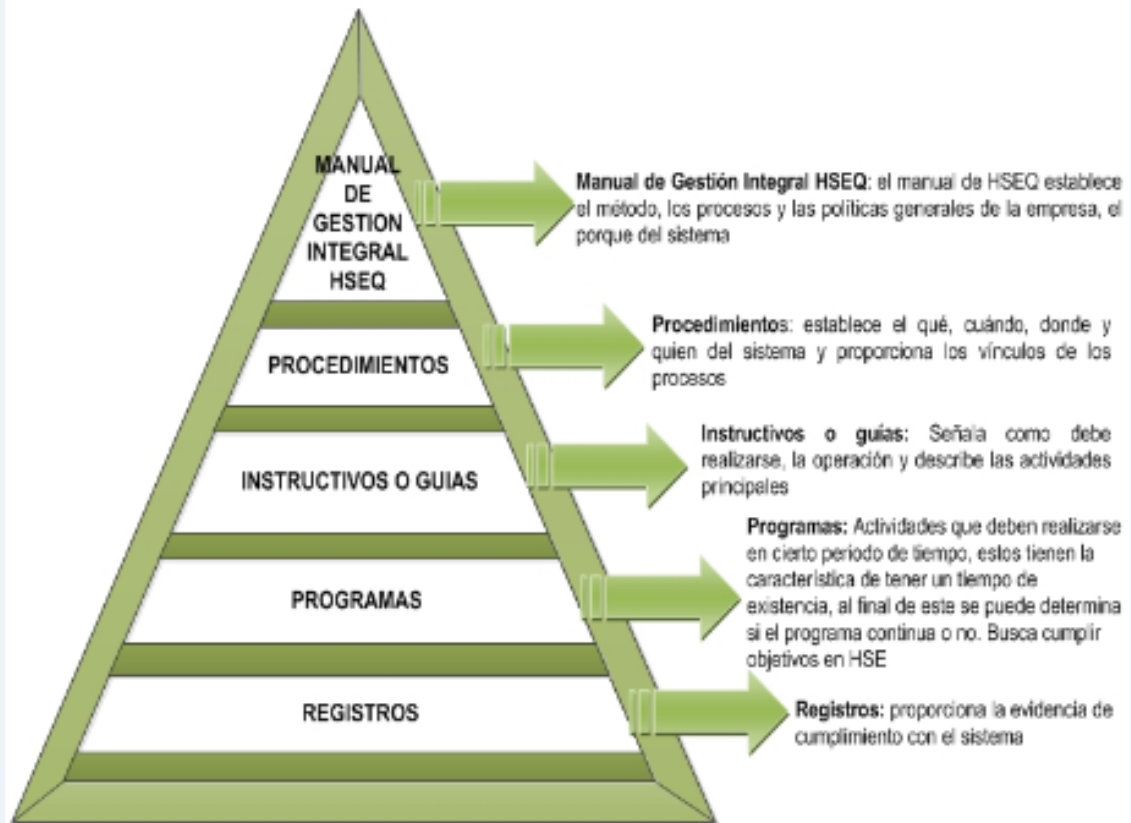 MANUAL
DE
GESTION
INTEGRAL
HSEQ
Manual de Gestión Integral HSEQ: el manual de HSEQ establece
el método, los procesos y las políticas generales de la empresa, el
porque del sistema
PROCEDIMIENTOS
Procedimientos: establece el qué, cuándo, donde y
quien del sistema y proporciona los vínculos de los
procesos
INSTRUCTIVOS O GUIAS
Instructivos o guías: Señala como debe
realizarse, la operación y describe las actividades
principales
PROGRAMAS
Programas: Actividades que deben realizarse
en cierto periodo de tiempo, estos tienen la
característica de tener un tiempo de
existencia, al final de este se puede determina
si el programa continua o no. Busca cumplir
objetivos en HSE
REGISTROS
Registros: proporciona la evidencia de
cumplimiento con el sistema